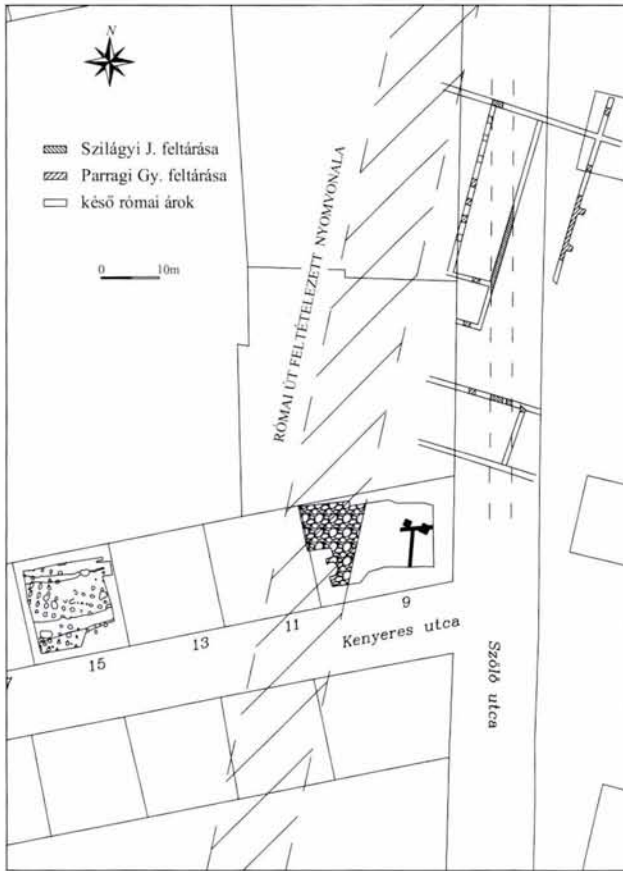 N
Szilágyi J. feltárása
Parragi Gy. feltárása
késő római árok
0 10m
RÓMAI ÚT FELTÉTELEZETT NYOMVONALA
9
11
13
15
7
Kenyeres utca
Szőlő utca